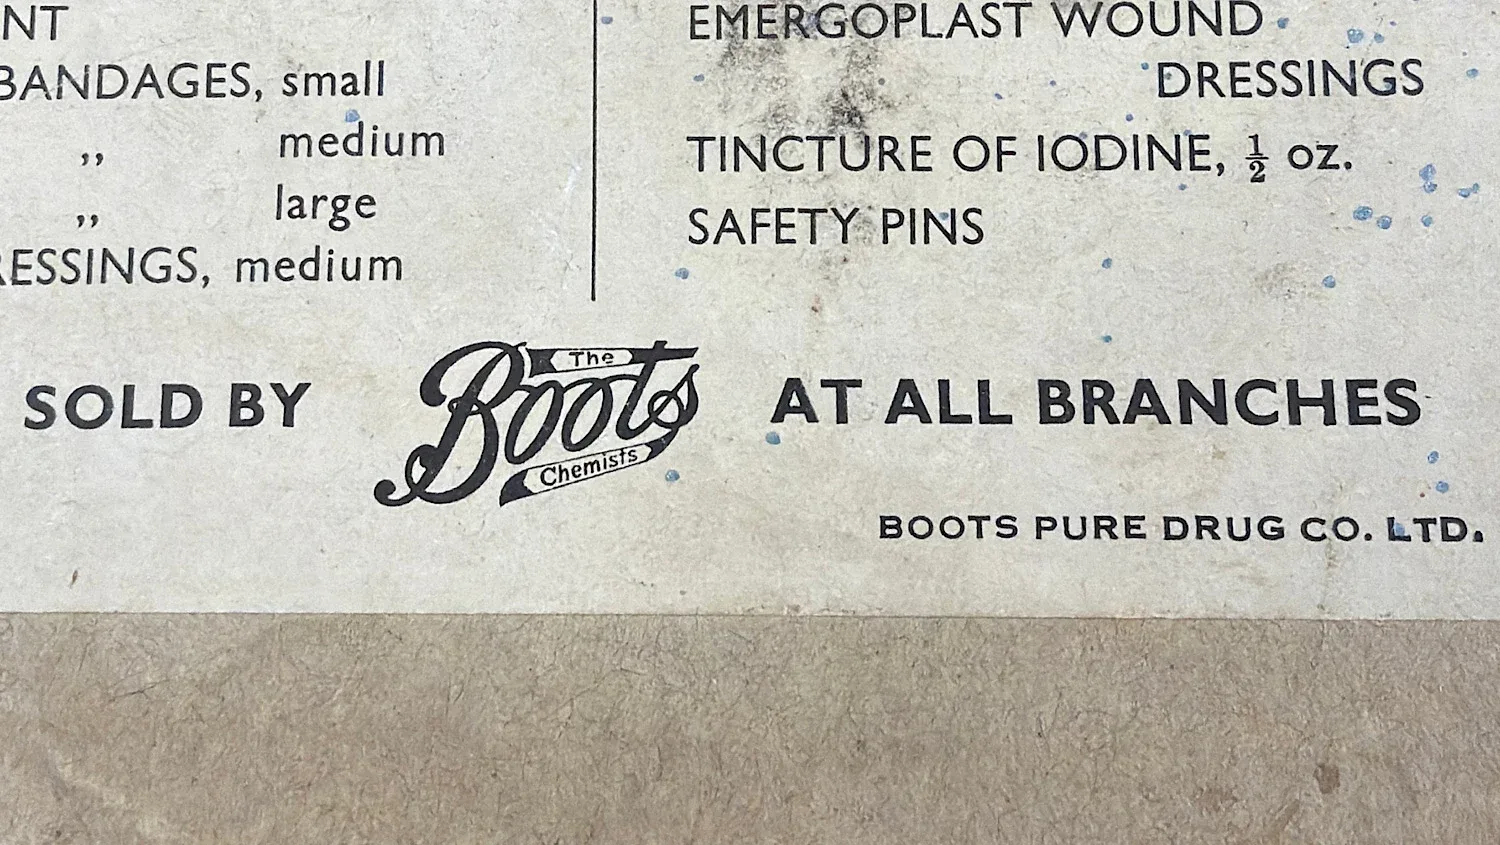 NT
BANDAGES, small
,, medium
,, large
RESSINGS, medium
EMERGOPLAST WOUND
DRESSINGS
TINCTURE OF IODINE, ½ oz.
SAFETY PINS
SOLD BY The Boots Chemists AT ALL BRANCHES
BOOTS PURE DRUG CO. LTD.